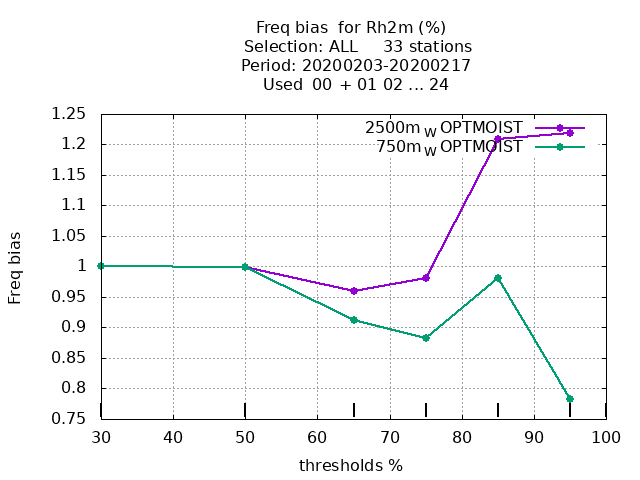 Freq bias  for Rh2m (%)
Selection: ALL     33 stations
Period: 20200203-20200217
Used  00 + 01 02 ... 24
1.25
1.2
1.15
1.1
1.05
1
0.95
0.9
0.85
0.8
0.75
2500m W OPTMOIST
750m W OPTMOIST
Freq bias
30 40 50 60 70 80 90 100
thresholds %